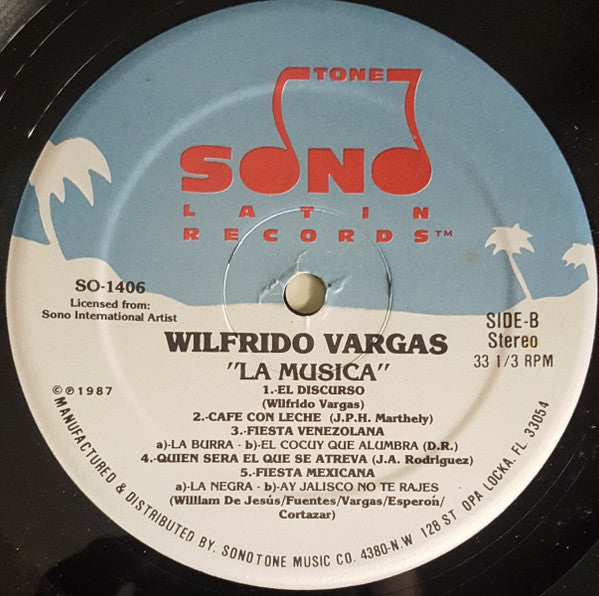 TONE
SONO
LATIN
RECORDS™
SO-1406
Licensed from:
Sono International Artist
SIDE-B
Stereo
33 1/3 RPM
WILFRIDO VARGAS
"LA MUSICA"
©℗1987
1.-EL DISCURSO
(Wilfrido Vargas)
2.-CAFE CON LECHE (J.P.H. Marthely)
3.-FIESTA VENEZOLANA
a)-LA BURRA - b)-EL COCUY QUE ALUMBRA (D.R.)
4.-QUIEN SERA EL QUE SE ATREVA (J.A. Rodriguez)
5.-FIESTA MEXICANA
a)-LA NEGRA - b)-AY JALISCO NO TE RAJES
(William De Jesús/Fuentes/Vargas/Esperón/
Cortazar)
MANUFACTURED & DISTRIBUTED BY. SONOTONE MUSIC CO. 4380-N.W 128 ST OPA LOCKA, FL 33054